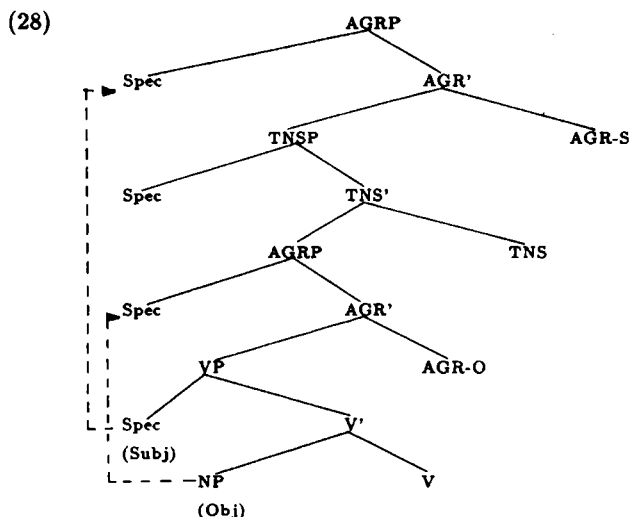 (28)
AGRP
Spec AGR'
TNSP AGR-S
Spec TNS'
AGRP TNS
Spec AGR'
VP AGR-O
Spec V'
(Subj)
NP V
(Obj)